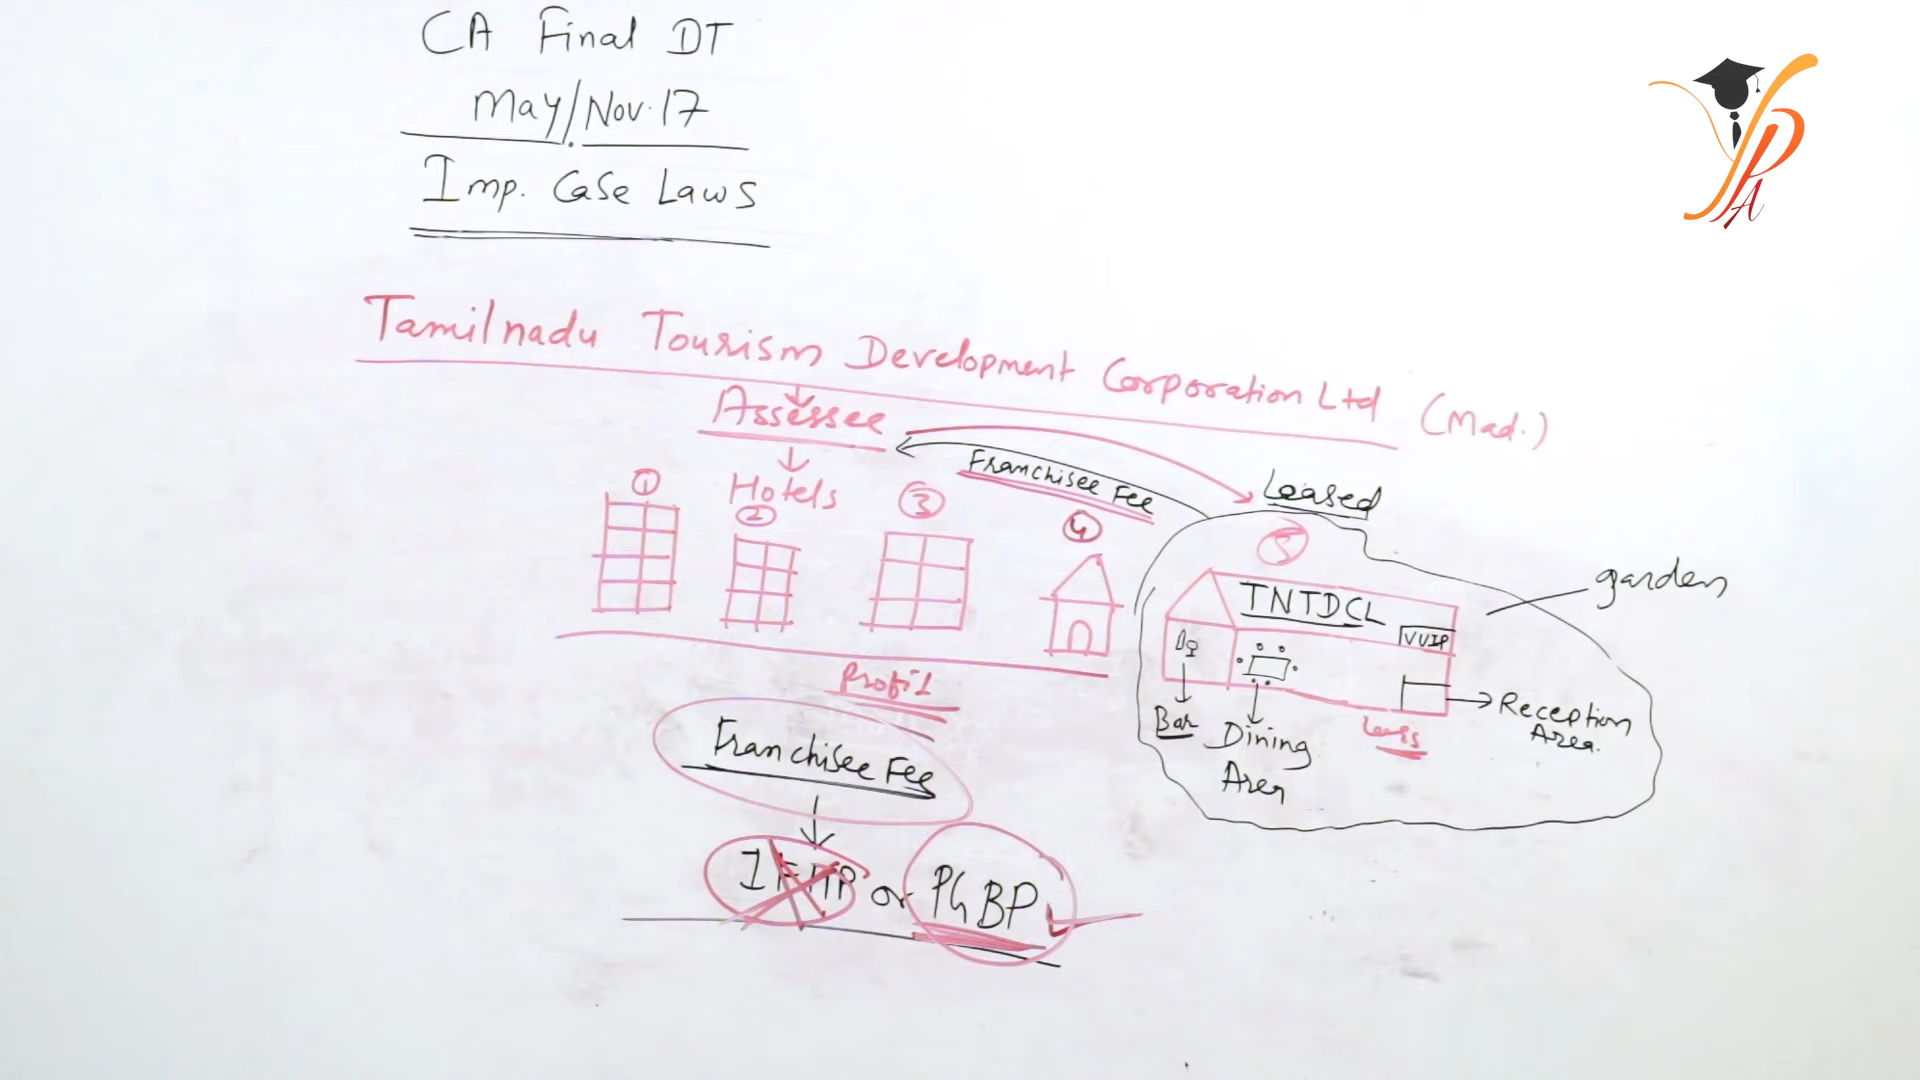 CA Final DT
May/Nov.17
Imp. Case Laws
Tamilnadu Tourism Development Corporation Ltd (Mad.)
Assessee
Franchisee Fee
Leased
Hotels
1
2
3
4
5
garden
TNTDCL
VVIP
Bar
Dining
Area
Loss
Reception
Area.
Profit
Franchisee Fee
IFHP or PGBP
YPA